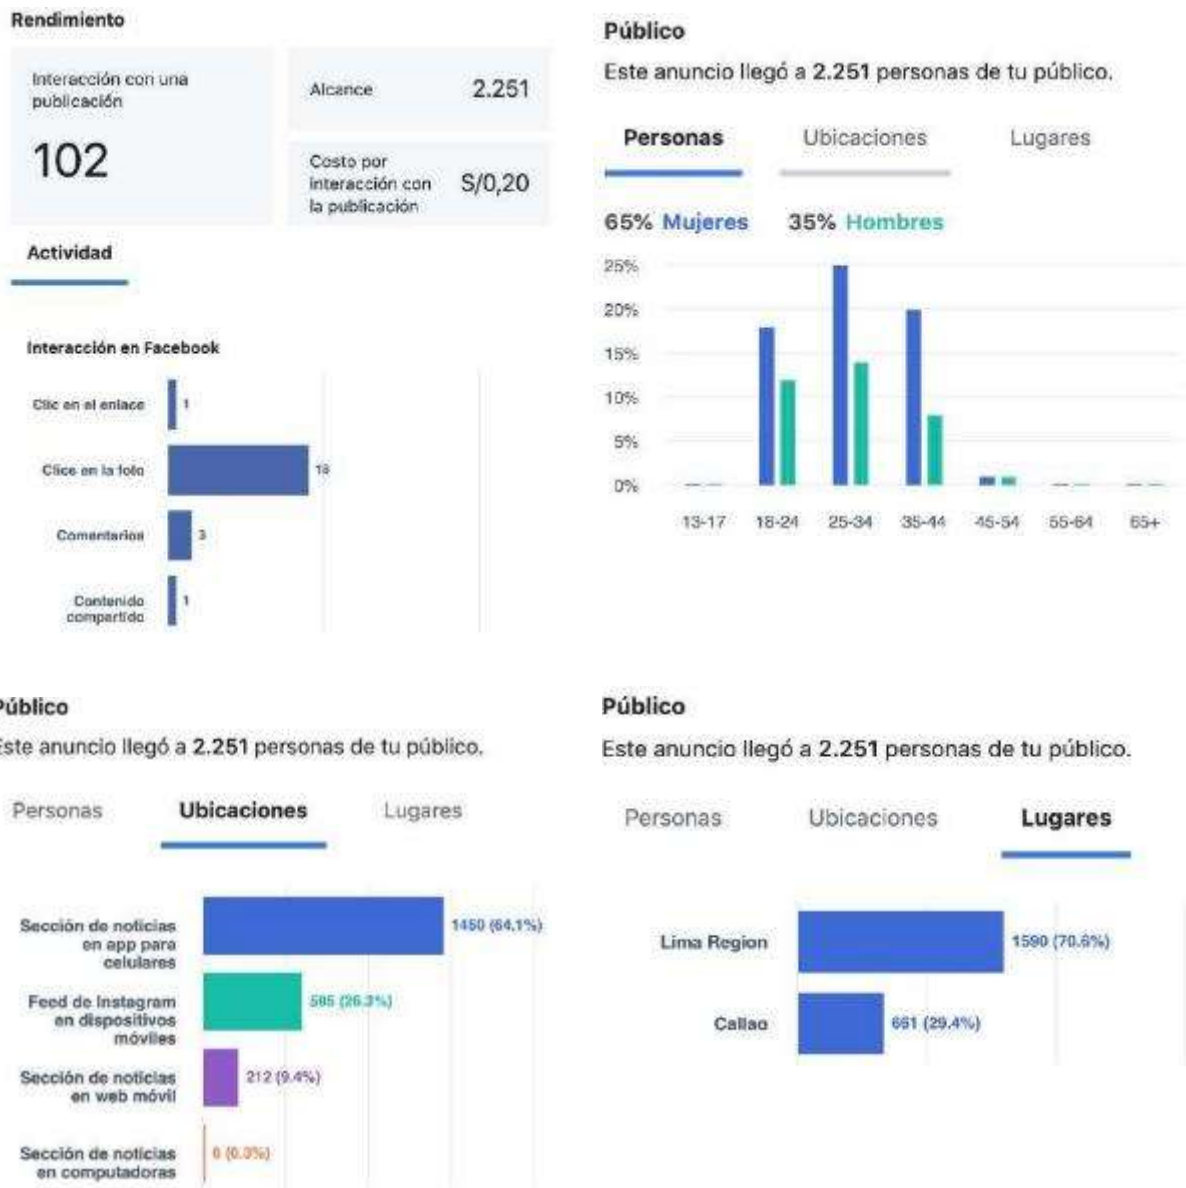 Rendimiento
Interacción con una
publicación
102
Alcance
2.251
Costo por
interacción con
la publicación
S/0,20
Actividad
Interacción en Facebook
Clic en el enlace
1
Clics en la foto
18
Comentarios
3
Contenido
compartido
1
Público
Este anuncio llegó a 2.251 personas de tu público.
Personas
Ubicaciones
Lugares
65% Mujeres
35% Hombres
25%
20%
15%
10%
5%
0%
13-17
18-24
25-34
35-44
45-54
55-64
65+
Público
Este anuncio llegó a 2.251 personas de tu público.
Personas
Ubicaciones
Lugares
Sección de noticias
en app para
celulares
1450 (64.1%)
Feed de Instagram
en dispositivos
móviles
(26.3%)
Sección de noticias
en web móvil
212 (9.4%)
Sección de noticias
en computadoras
6 (0.3%)
Público
Este anuncio llegó a 2.251 personas de tu público.
Personas
Ubicaciones
Lugares
Lima Region
1590 (70.6%)
Callao
661 (29.4%)